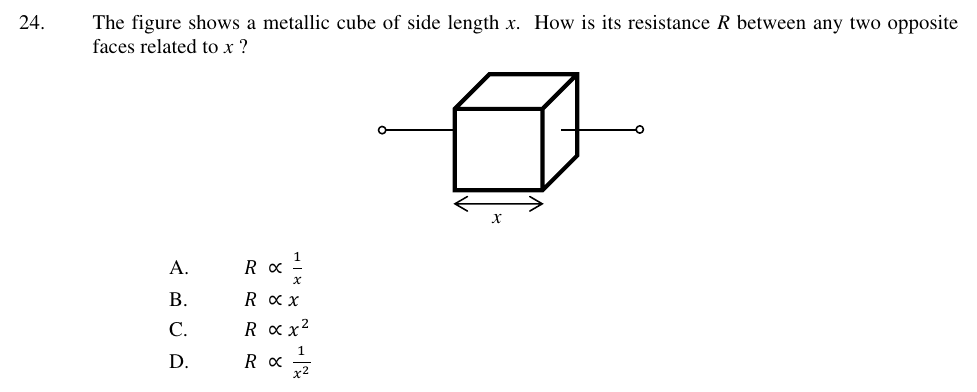 24. The figure shows a metallic cube of side length x. How is its resistance R between any two opposite
faces related to x ?
x
A. R ∝ 1/x
B. R ∝ x
C. R ∝ x²
D. R ∝ 1/x²